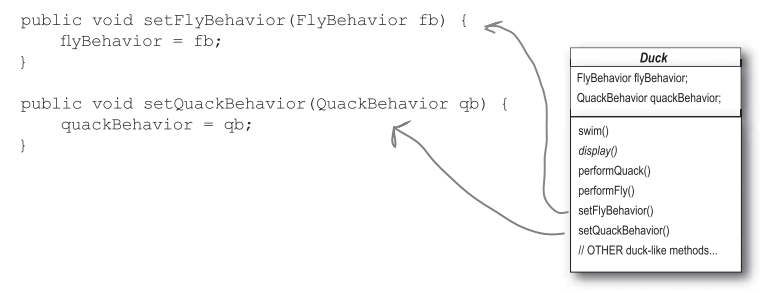 public void setFlyBehavior(FlyBehavior fb) {
    flyBehavior = fb;
}
public void setQuackBehavior(QuackBehavior qb) {
    quackBehavior = qb;
}
Duck
FlyBehavior flyBehavior;
QuackBehavior quackBehavior;
swim()
display()
performQuack()
performFly()
setFlyBehavior()
setQuackBehavior()
// OTHER duck-like methods...